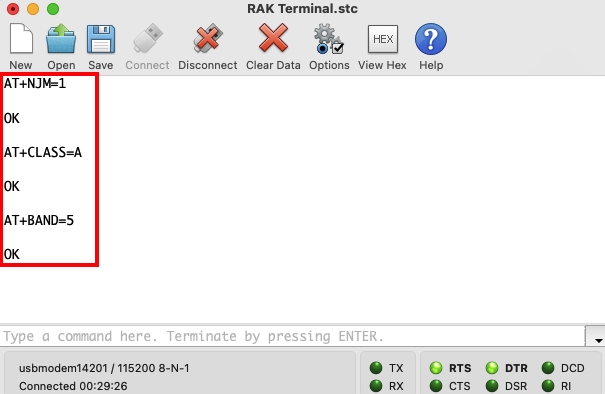 RAK Terminal.stc
New Open Save Connect Disconnect Clear Data Options HEX View Hex ? Help
AT+NJM=1
OK
AT+CLASS=A
OK
AT+BAND=5
OK
Type a command here. Terminate by pressing ENTER.
usbmodem14201 / 115200 8-N-1
Connected 00:29:26
TX RTS DTR DCD
RX CTS DSR RI